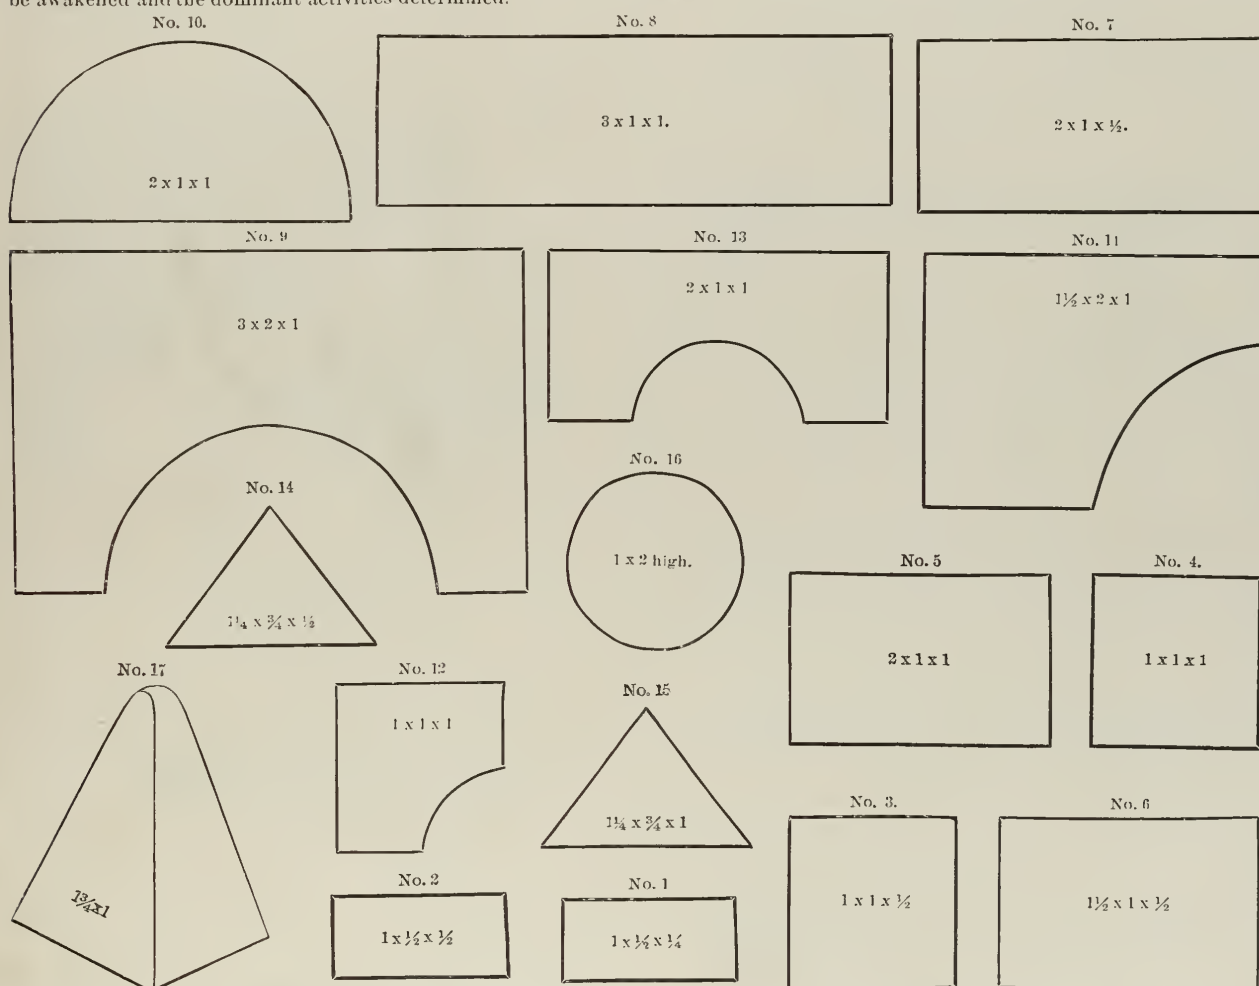 be awakened and the dominant activities determined.
No. 10.
No. 8
No. 7
2 x 1 x 1
3 x 1 x 1.
2 x 1 x ½.
No. 9
No. 13
No. 11
3 x 2 x 1
2 x 1 x 1
1½ x 2 x 1
No. 14
No. 16
1¼ x ¾ x ½
1 x 2 high.
No. 5
No. 4.
2 x 1 x 1
1 x 1 x 1
No. 17
No. 12
No. 15
1 x 1 x 1
1¼ x ¾ x 1
1¾x1
No. 3.
No. 6
1 x 1 x ½
1½ x 1 x ½
No. 2
No. 1
1 x ½ x ½
1 x ½ x ¼